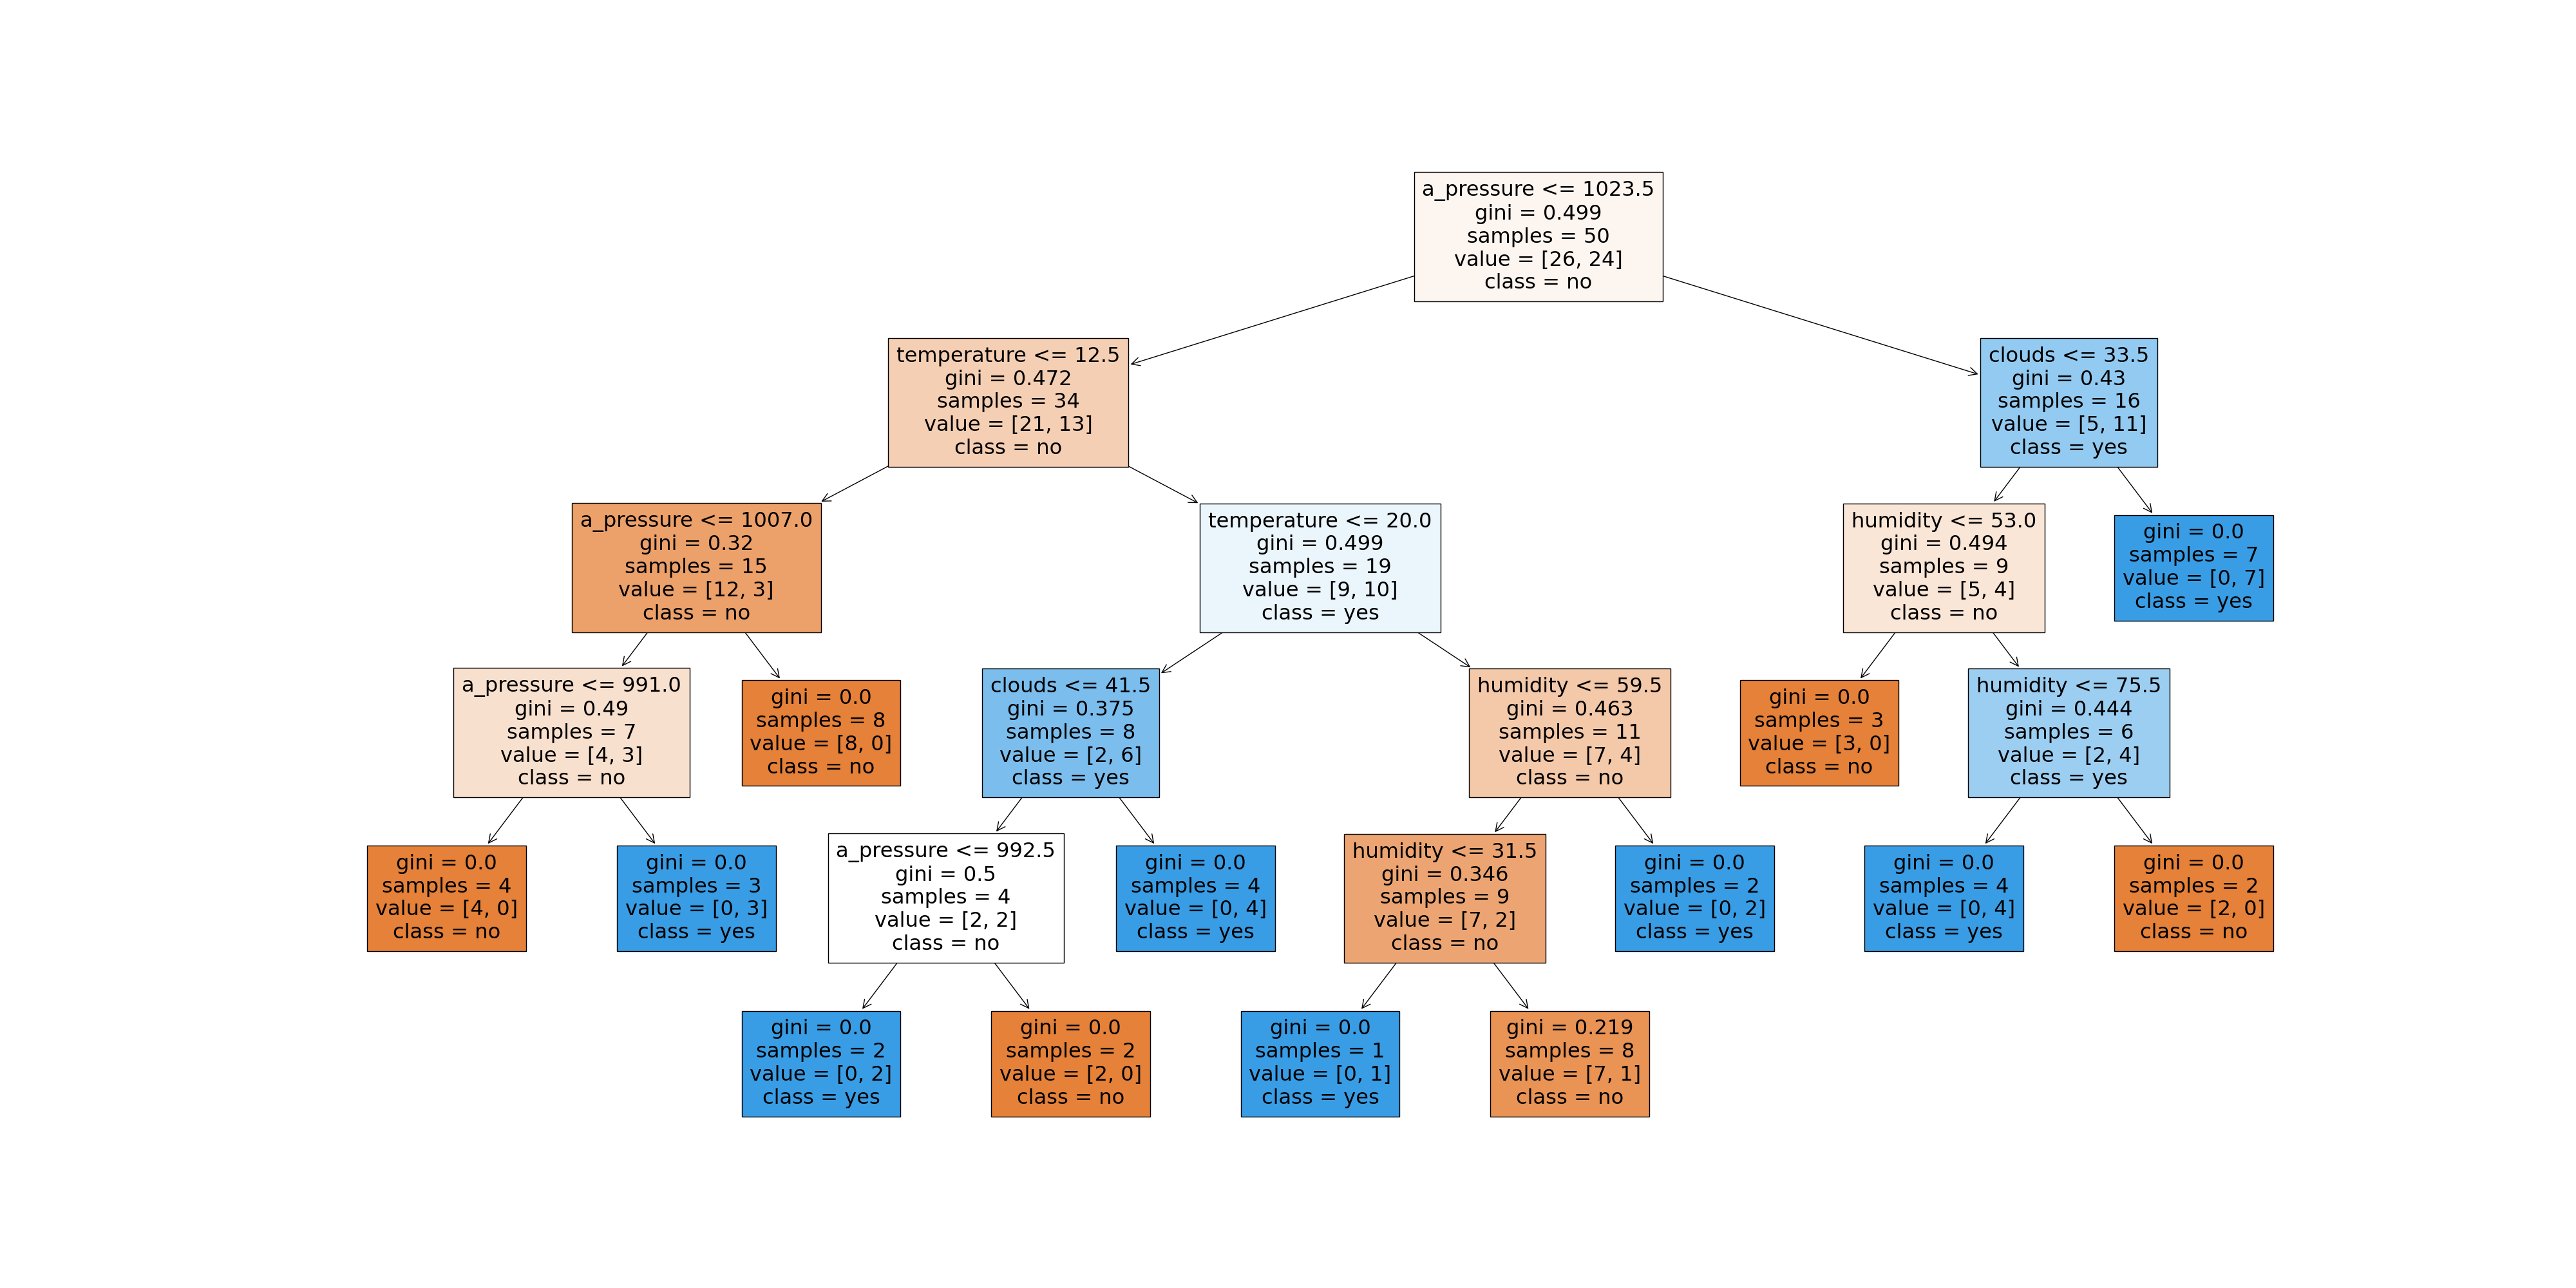 a_pressure <= 1023.5
gini = 0.499
samples = 50
value = [26, 24]
class = no
temperature <= 12.5
gini = 0.472
samples = 34
value = [21, 13]
class = no
clouds <= 33.5
gini = 0.43
samples = 16
value = [5, 11]
class = yes
a_pressure <= 1007.0
gini = 0.32
samples = 15
value = [12, 3]
class = no
temperature <= 20.0
gini = 0.499
samples = 19
value = [9, 10]
class = yes
humidity <= 53.0
gini = 0.494
samples = 9
value = [5, 4]
class = no
gini = 0.0
samples = 7
value = [0, 7]
class = yes
a_pressure <= 991.0
gini = 0.49
samples = 7
value = [4, 3]
class = no
gini = 0.0
samples = 8
value = [8, 0]
class = no
clouds <= 41.5
gini = 0.375
samples = 8
value = [2, 6]
class = yes
humidity <= 59.5
gini = 0.463
samples = 11
value = [7, 4]
class = no
gini = 0.0
samples = 3
value = [3, 0]
class = no
humidity <= 75.5
gini = 0.444
samples = 6
value = [2, 4]
class = yes
gini = 0.0
samples = 4
value = [4, 0]
class = no
gini = 0.0
samples = 3
value = [0, 3]
class = yes
a_pressure <= 992.5
gini = 0.5
samples = 4
value = [2, 2]
class = no
gini = 0.0
samples = 4
value = [0, 4]
class = yes
humidity <= 31.5
gini = 0.346
samples = 9
value = [7, 2]
class = no
gini = 0.0
samples = 2
value = [0, 2]
class = yes
gini = 0.0
samples = 4
value = [0, 4]
class = yes
gini = 0.0
samples = 2
value = [2, 0]
class = no
gini = 0.0
samples = 2
value = [0, 2]
class = yes
gini = 0.0
samples = 2
value = [2, 0]
class = no
gini = 0.0
samples = 1
value = [0, 1]
class = yes
gini = 0.219
samples = 8
value = [7, 1]
class = no